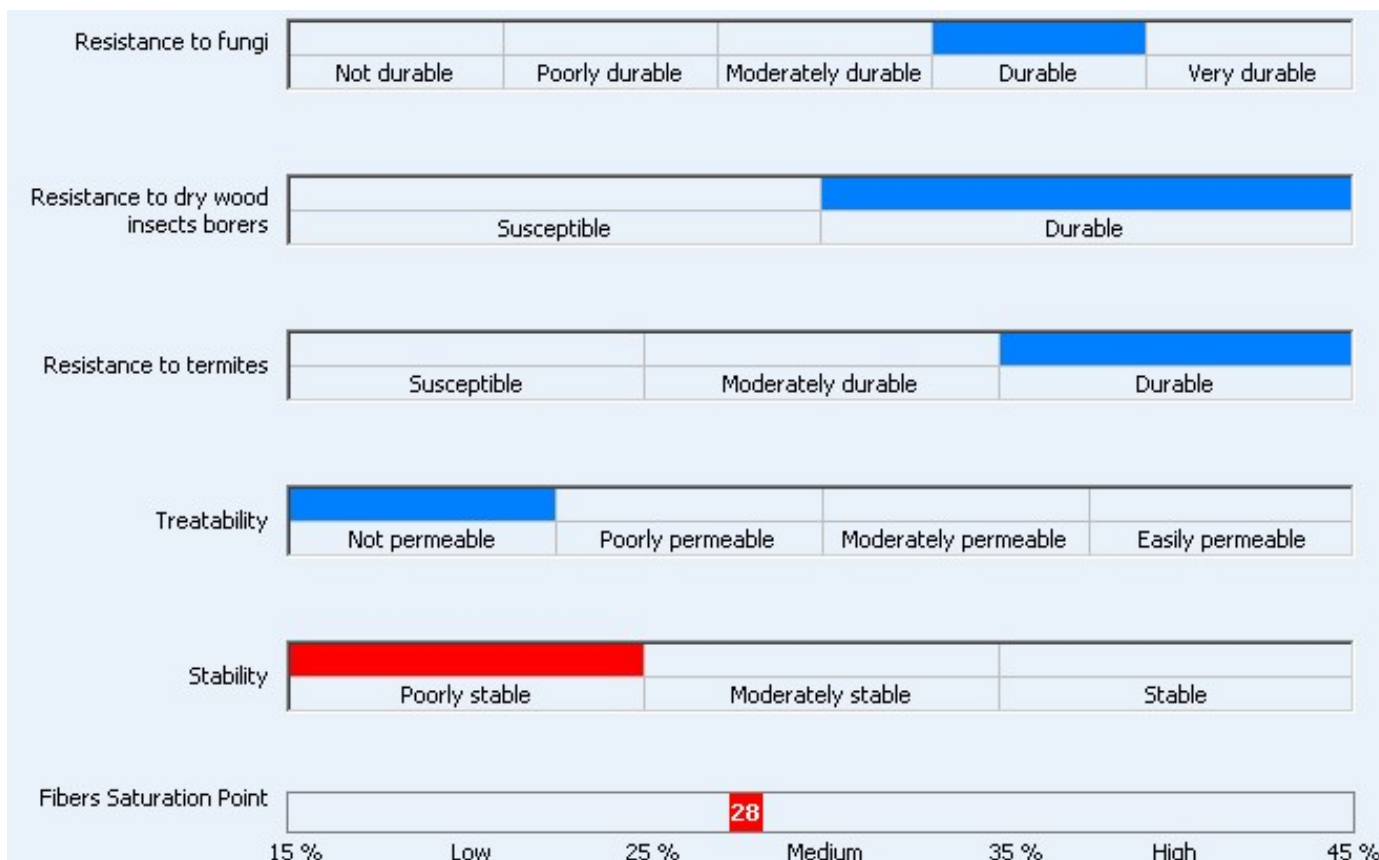 Resistance to fungi
Not durable Poorly durable Moderately durable Durable Very durable
Resistance to dry wood
insects borers
Susceptible Durable
Resistance to termites
Susceptible Moderately durable Durable
Treatability
Not permeable Poorly permeable Moderately permeable Easily permeable
Stability
Poorly stable Moderately stable Stable
Fibers Saturation Point
28
15 % Low 25 % Medium 35 % High 45 %